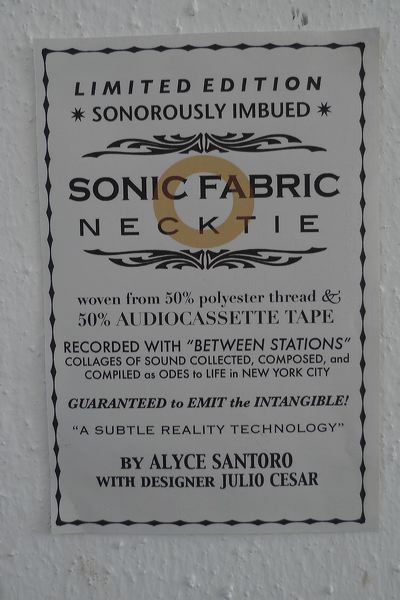 LIMITED EDITION
✷ SONOROUSLY IMBUED ✷
SONIC FABRIC
NECKTIE
woven from 50% polyester thread &
50% AUDIOCASSETTE TAPE
RECORDED WITH "BETWEEN STATIONS"
COLLAGES OF SOUND COLLECTED, COMPOSED, and
COMPILED as ODES to LIFE in NEW YORK CITY
GUARANTEED to EMIT the INTANGIBLE!
"A SUBTLE REALITY TECHNOLOGY"
BY ALYCE SANTORO
WITH DESIGNER JULIO CESAR